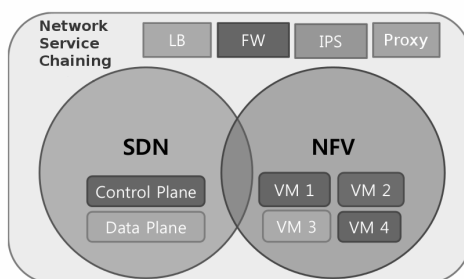 Network
Service
Chaining
LB
FW
IPS
Proxy
SDN
NFV
Control Plane
Data Plane
VM 1
VM 2
VM 3
VM 4